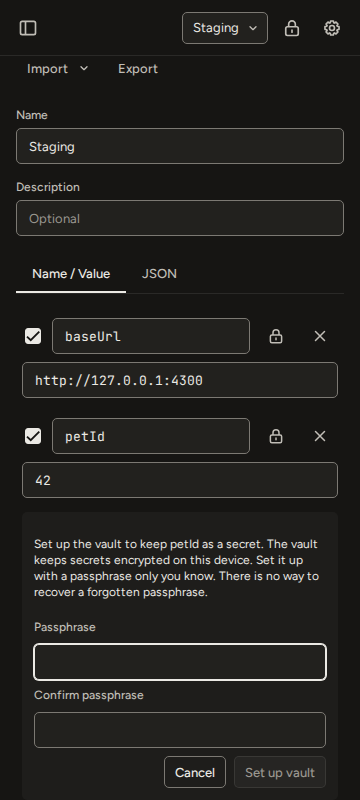 Staging
Import Export
Name
Staging
Description
Optional
Name / Value JSON
baseUrl
http://127.0.0.1:4300
petId
42
Set up the vault to keep petId as a secret. The vault
keeps secrets encrypted on this device. Set it up
with a passphrase only you know. There is no way to
recover a forgotten passphrase.
Passphrase
Confirm passphrase
Cancel Set up vault